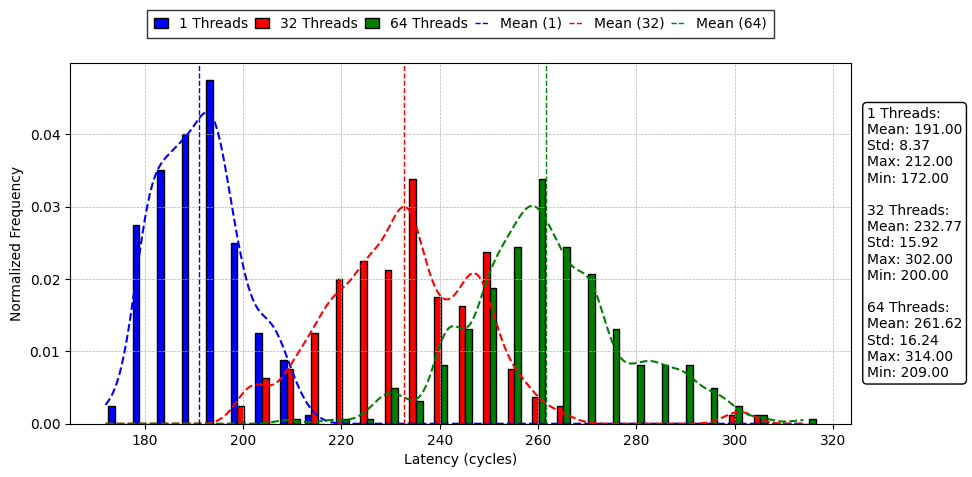 1 Threads 32 Threads 64 Threads Mean (1) Mean (32) Mean (64)
Normalized Frequency
0.04
0.03
0.02
0.01
0.00
180 200 220 240 260 280 300 320
Latency (cycles)
1 Threads:
Mean: 191.00
Std: 8.37
Max: 212.00
Min: 172.00
32 Threads:
Mean: 232.77
Std: 15.92
Max: 302.00
Min: 200.00
64 Threads:
Mean: 261.62
Std: 16.24
Max: 314.00
Min: 209.00